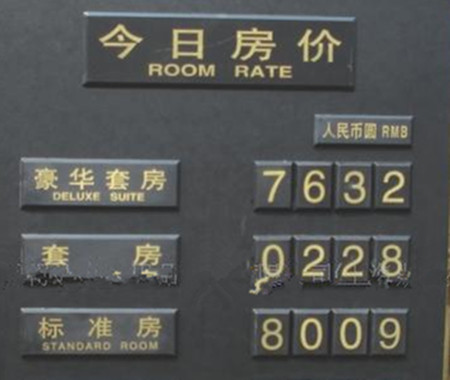 今日房价
ROOM RATE
人民币圆 RMB
豪华套房 7632
DELUXE SUITE
套 房 0228
标准房 8009
STANDARD ROOM